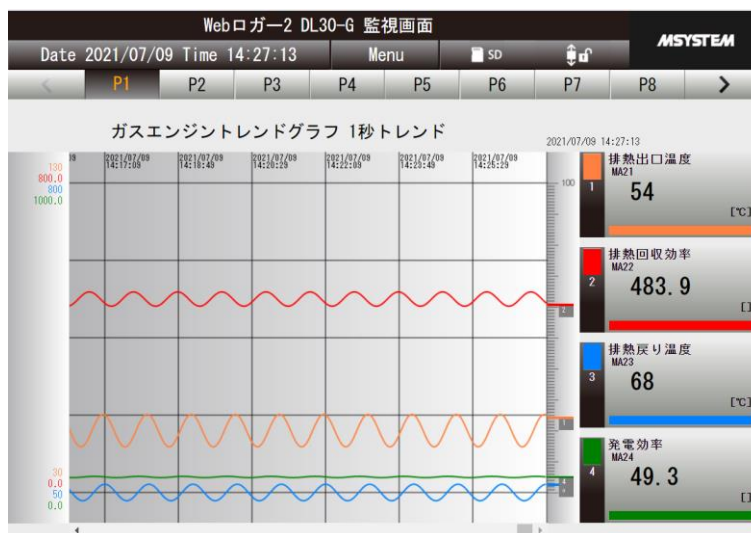 Webロガー2 DL30-G 監視画面
Date 2021/07/09 Time 14:27:13 Menu SD
MSYSTEM
P1 P2 P3 P4 P5 P6 P7 P8
ガスエンジントレンドグラフ 1秒トレンド
2021/07/09 14:27:13
130
800.0
800
1000.0
09
2021/07/09
14:17:09
2021/07/09
14:18:49
2021/07/09
14:20:29
2021/07/09
14:22:09
2021/07/09
14:23:49
2021/07/09
14:25:29
100
2
1
4
30
0.0
50
0.0
1
排熱出口温度
MA21
54
[℃]
2
排熱回収効率
MA22
483.9
[]
3
排熱戻り温度
MA23
68
[℃]
4
発電効率
MA24
49.3
[]